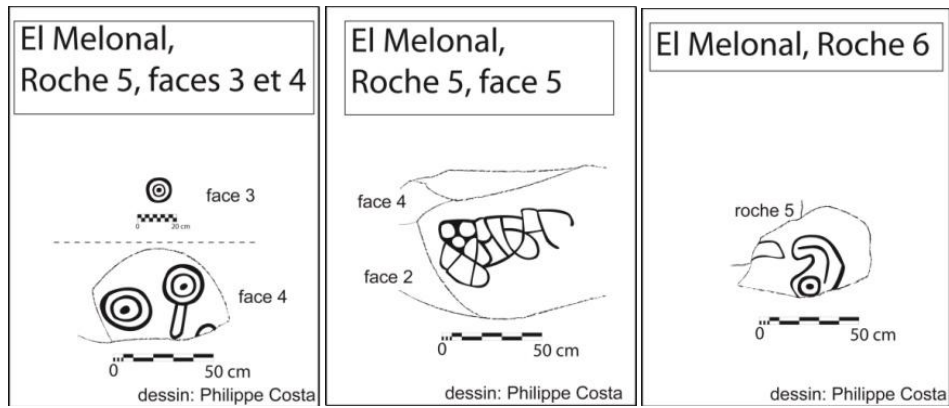 El Melonal,
Roche 5, faces 3 et 4
face 3
0 20 cm
face 4
0 50 cm
dessin: Philippe Costa
El Melonal,
Roche 5, face 5
face 4
face 2
0 50 cm
dessin: Philippe Costa
El Melonal, Roche 6
roche 5
0 50 cm
dessin: Philippe Costa